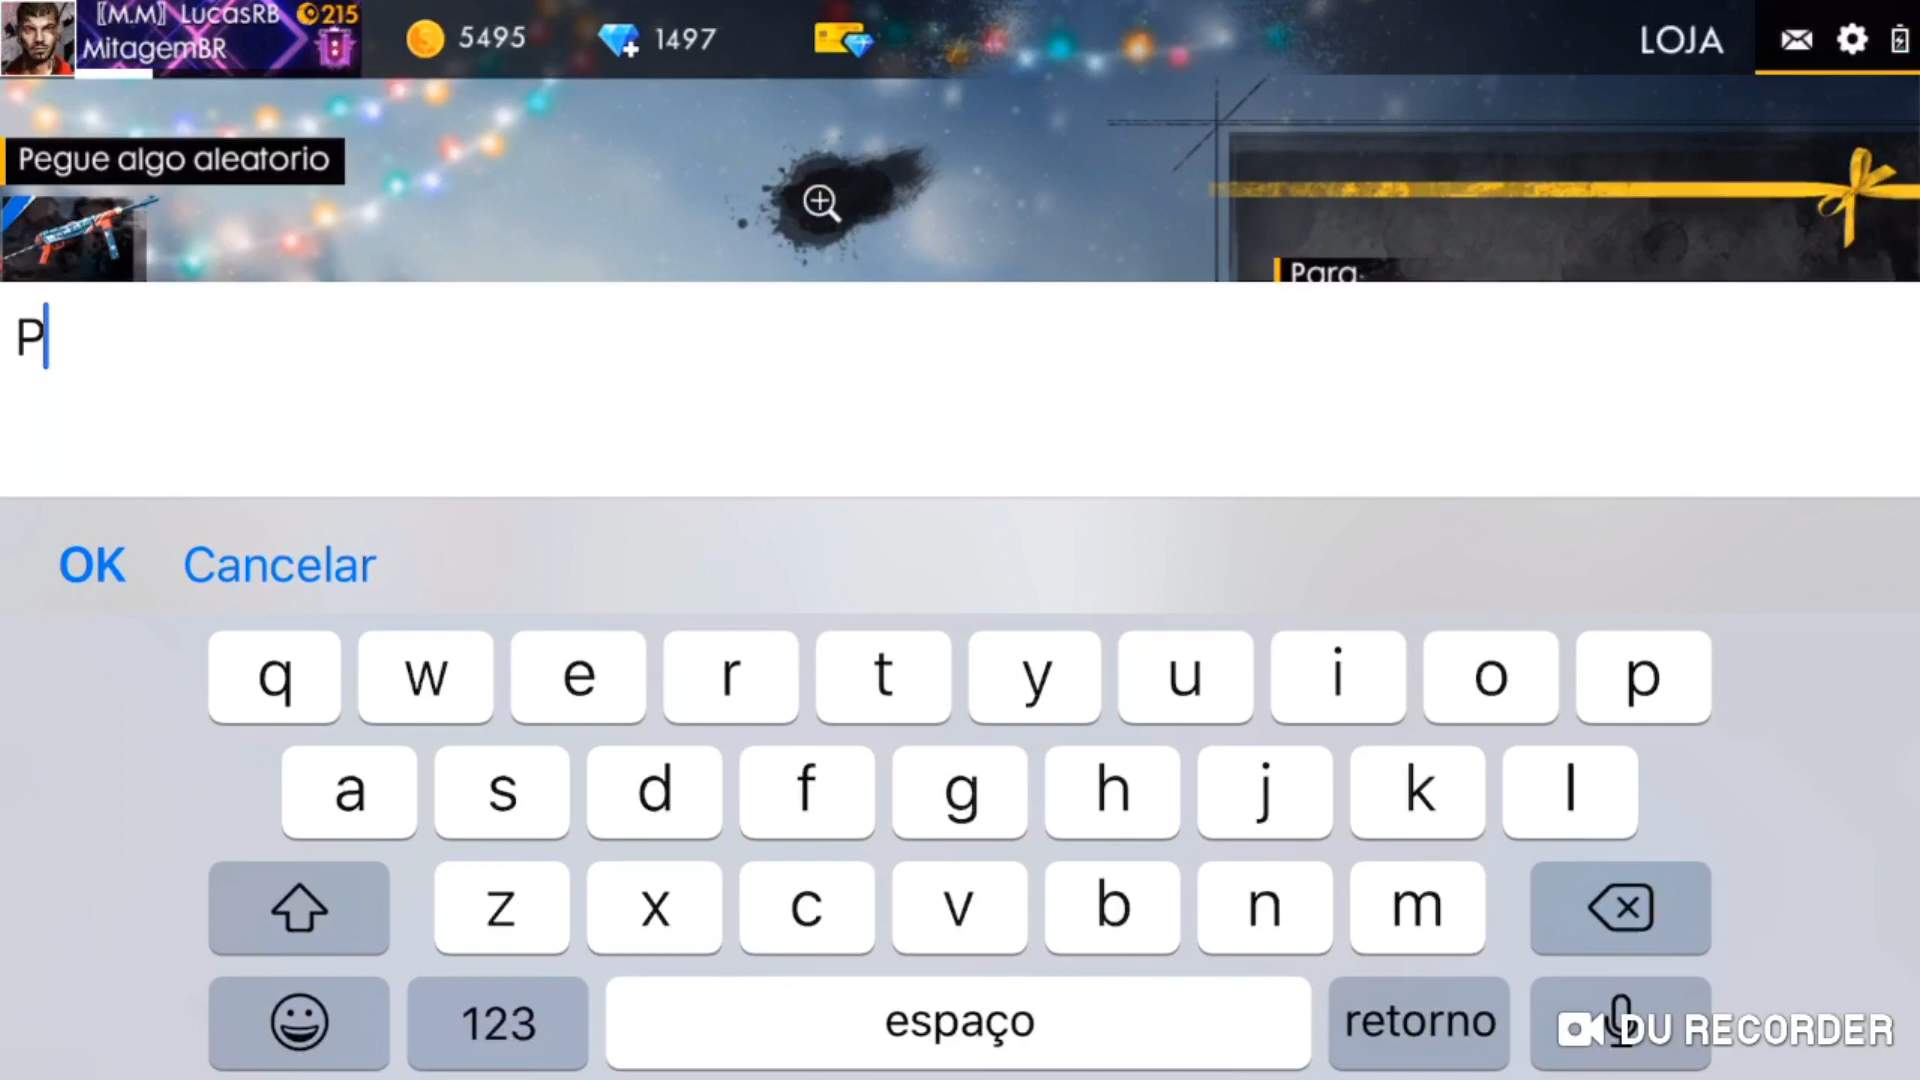 〖M.M〗 LucasRB 215
MitagemBR
5495
1497
LOJA
Pegue algo aleatorio
Para
P
OK Cancelar
q w e r t y u i o p
a s d f g h j k l
z x c v b n m
123 espaço retorno
DU RECORDER